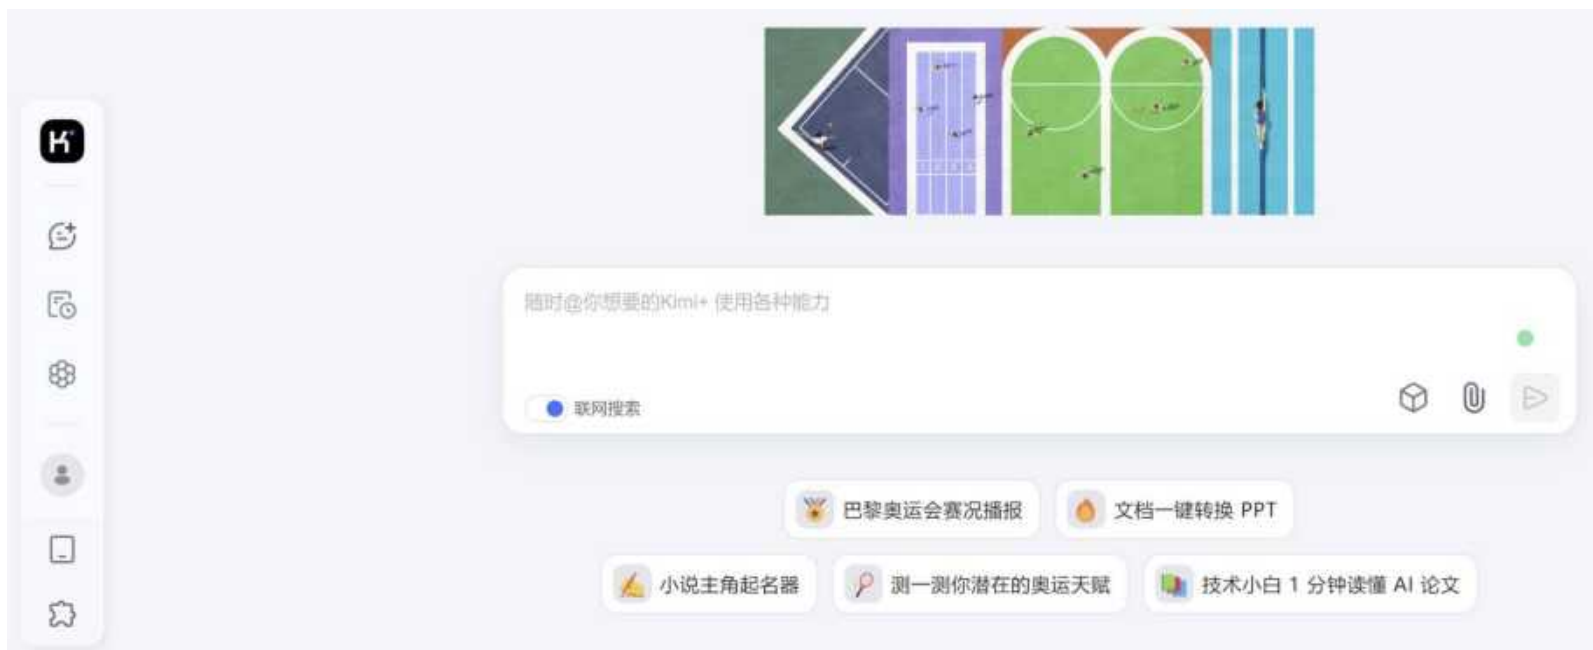 K
随时@你想要的Kimi+ 使用各种能力
联网搜索
巴黎奥运会赛况播报
文档一键转换 PPT
小说主角起名器
测一测你潜在的奥运天赋
技术小白 1 分钟读懂 AI 论文